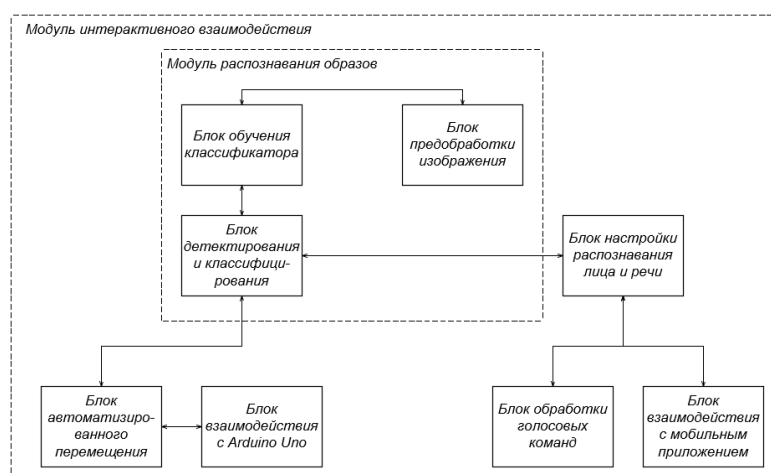 Модуль интерактивного взаимодействия
Модуль распознавания образов
Блок обучения
классификатора
Блок
предобработки
изображения
Блок
детектирования
и классифици-
рования
Блок настройки
распознавания
лица и речи
Блок
автоматизиро-
ванного
перемещения
Блок
взаимодействия
с Arduino Uno
Блок обработки
голосовых
команд
Блок
взаимодействия
с мобильным
приложением